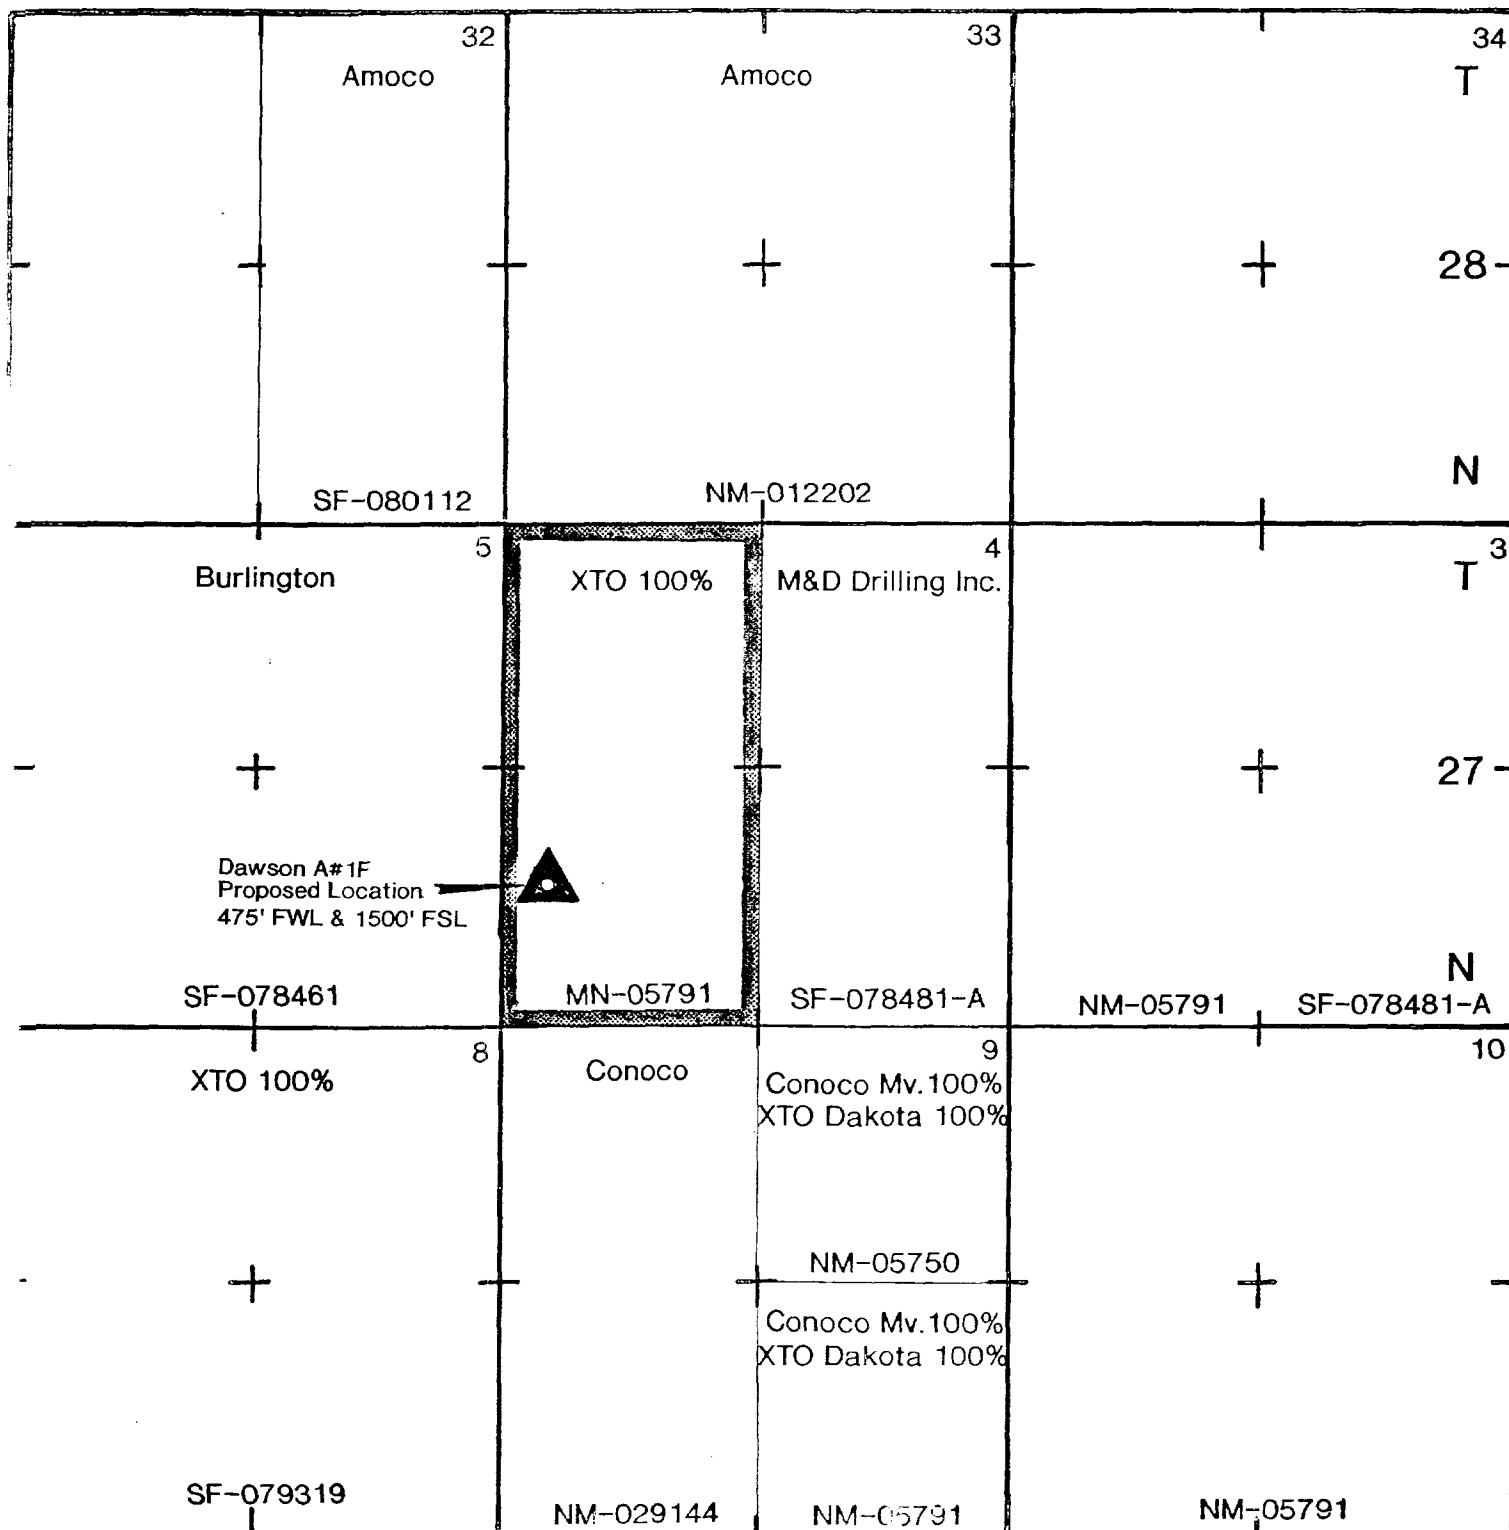 32
33
34
Amoco
Amoco
T
28
N
SF-080112
NM-012202
5
4
3
Burlington
XTO 100%
M&D Drilling Inc.
T
27
Dawson A#1F
Proposed Location
475' FWL & 1500' FSL
N
SF-078461
MN-05791
SF-078481-A
NM-05791
SF-078481-A
8
9
10
XTO 100%
Conoco
Conoco Mv.100%
XTO Dakota 100%
NM-05750
Conoco Mv.100%
XTO Dakota 100%
SF-079319
NM-029144
NM-05791
NM-05791